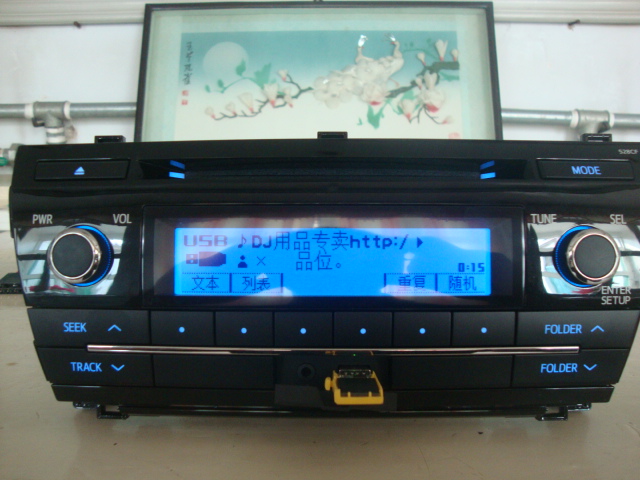 528CF
MODE
PWR VOL
TUNE SEL
USB ♪DJ用品专卖http:/
× 品位。
0:15
文本 列表 重复 随机
ENTER
SETUP
SEEK
FOLDER
TRACK
FOLDER